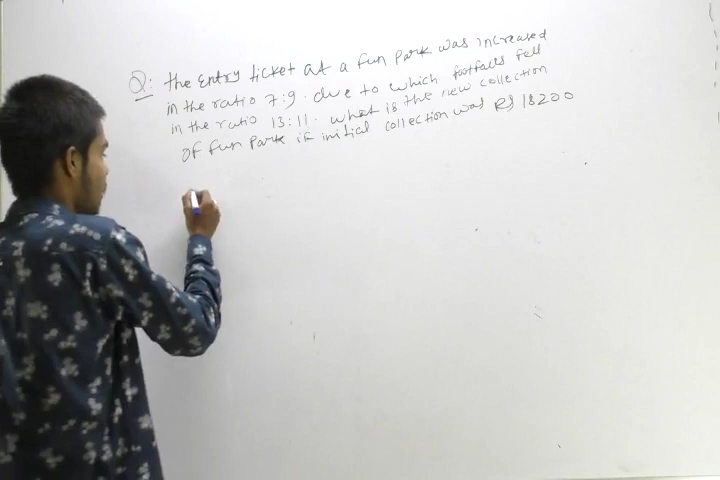 Q: the entry ticket at a fun park was increased
in the ratio 7:9. due to which footfalls fell
in the ratio 13:11. what is the new collection
of fun park if initial collection was Rs 18200